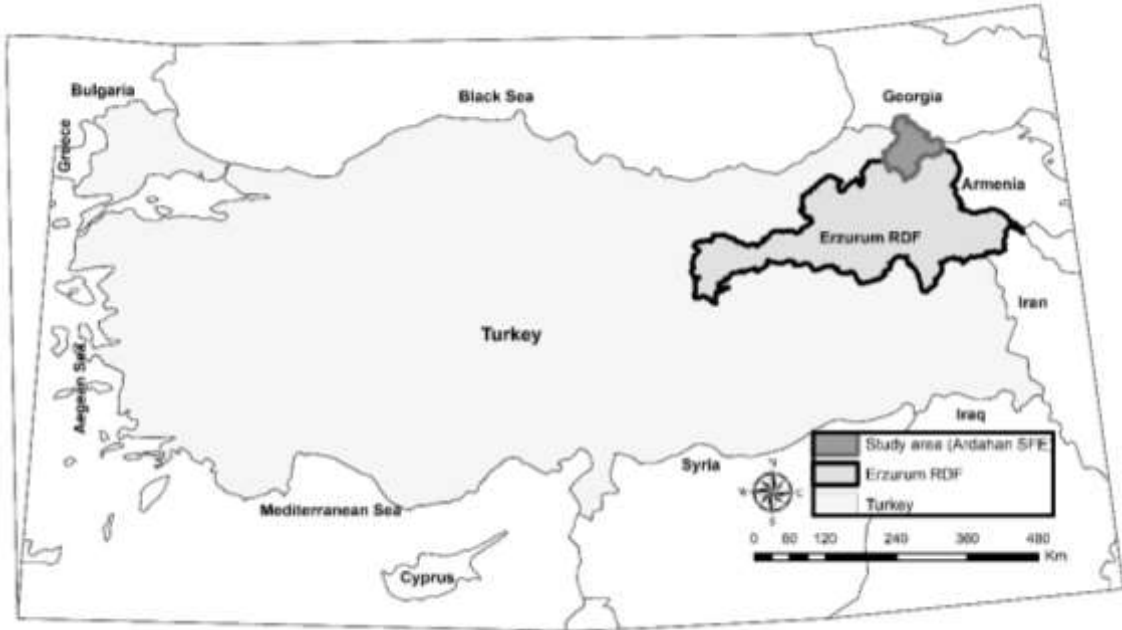 Bulgaria
Black Sea
Georgia
Greece
Armenia
Erzurum RDF
Iran
Turkey
Aegean Sea
Iraq
Syria
Study area (Ardahan SFE)
Erzurum RDF
Turkey
N
W
E
S
Mediterranean Sea
Cyprus
0 60 120 240 360 480
Km